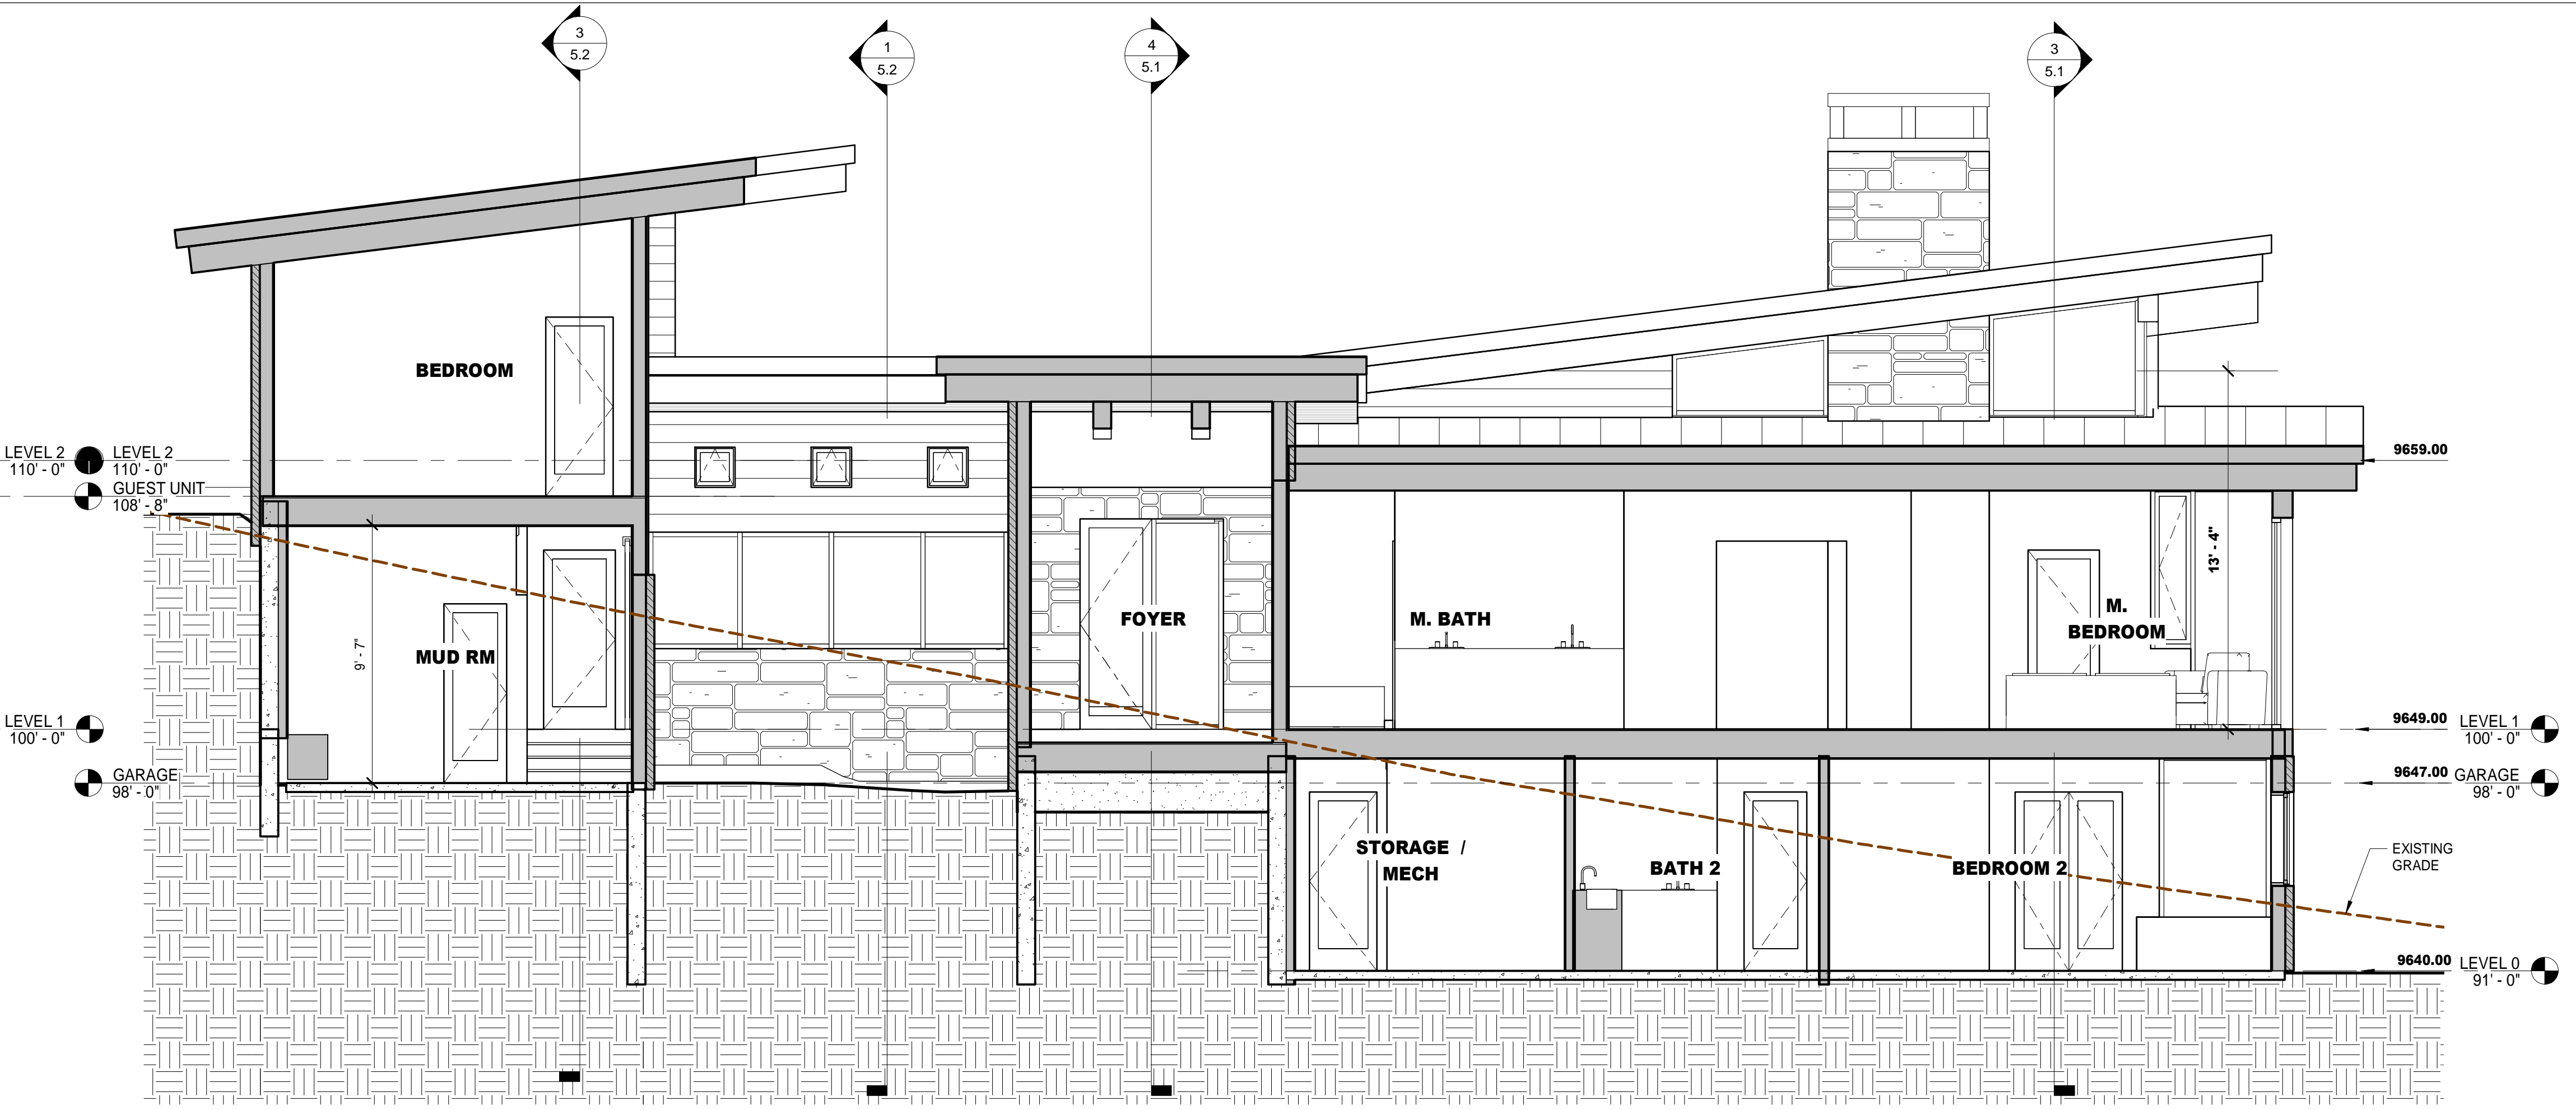 3
5.2
1
5.2
4
5.1
3
5.1
BEDROOM
LEVEL 2
110' - 0"
LEVEL 2
110' - 0"
GUEST UNIT
108' - 8"
9659.00
13' - 4"
MUD RM
9' - 7"
FOYER
M. BATH
M.
BEDROOM
LEVEL 1
100' - 0"
9649.00
LEVEL 1
100' - 0"
GARAGE
98' - 0"
9647.00
GARAGE
98' - 0"
STORAGE /
MECH
BATH 2
BEDROOM 2
EXISTING
GRADE
9640.00
LEVEL 0
91' - 0"